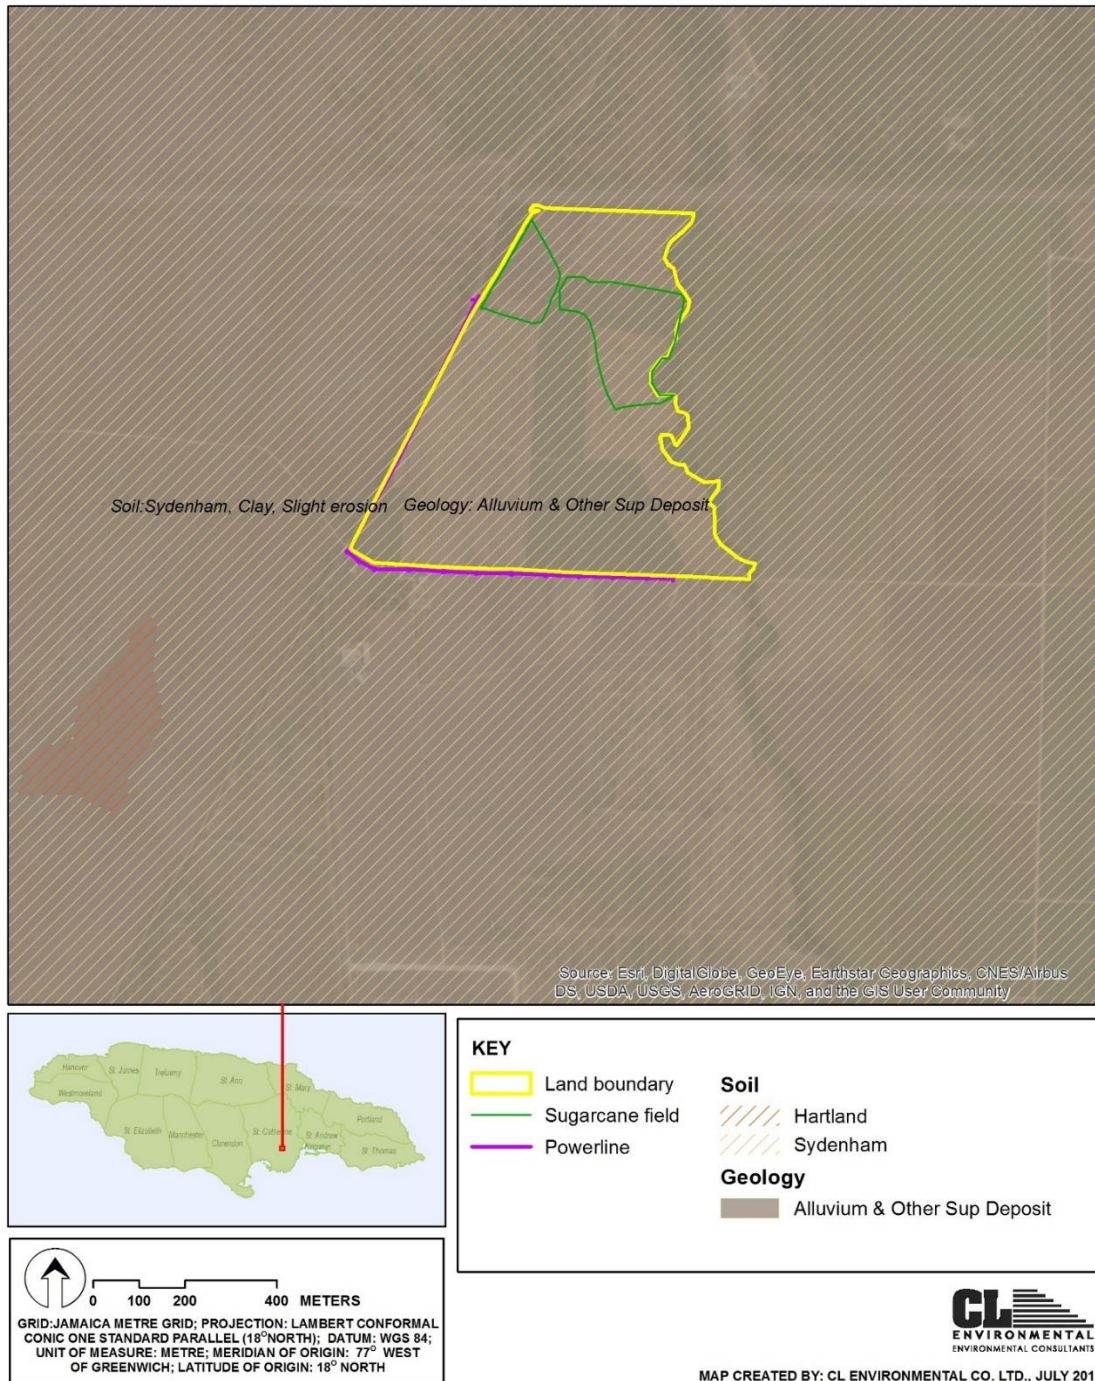 Soil:Sydenham, Clay, Slight erosion
Geology: Alluvium & Other Sup Deposit
Source: Esri, DigitalGlobe, GeoEye, Earthstar Geographics, CNES/Airbus
DS, USDA, USGS, AeroGRID, IGN, and the GIS User Community
Hanover
St. James
Trelawny
St. Ann
St. Mary
Westmoreland
St. Elizabeth
Manchester
Clarendon
St. Catherine
St. Andrew
Kingston
Portland
St. Thomas
KEY
Land boundary
Sugarcane field
Powerline
Soil
Hartland
Sydenham
Geology
Alluvium & Other Sup Deposit
0 100 200 400 METERS
GRID:JAMAICA METRE GRID; PROJECTION: LAMBERT CONFORMAL
CONIC ONE STANDARD PARALLEL (18°NORTH); DATUM: WGS 84;
UNIT OF MEASURE: METRE; MERIDIAN OF ORIGIN: 77° WEST
OF GREENWICH; LATITUDE OF ORIGIN: 18° NORTH
CL
ENVIRONMENTAL
ENVIRONMENTAL CONSULTANTS
MAP CREATED BY: CL ENVIRONMENTAL CO. LTD., JULY 201